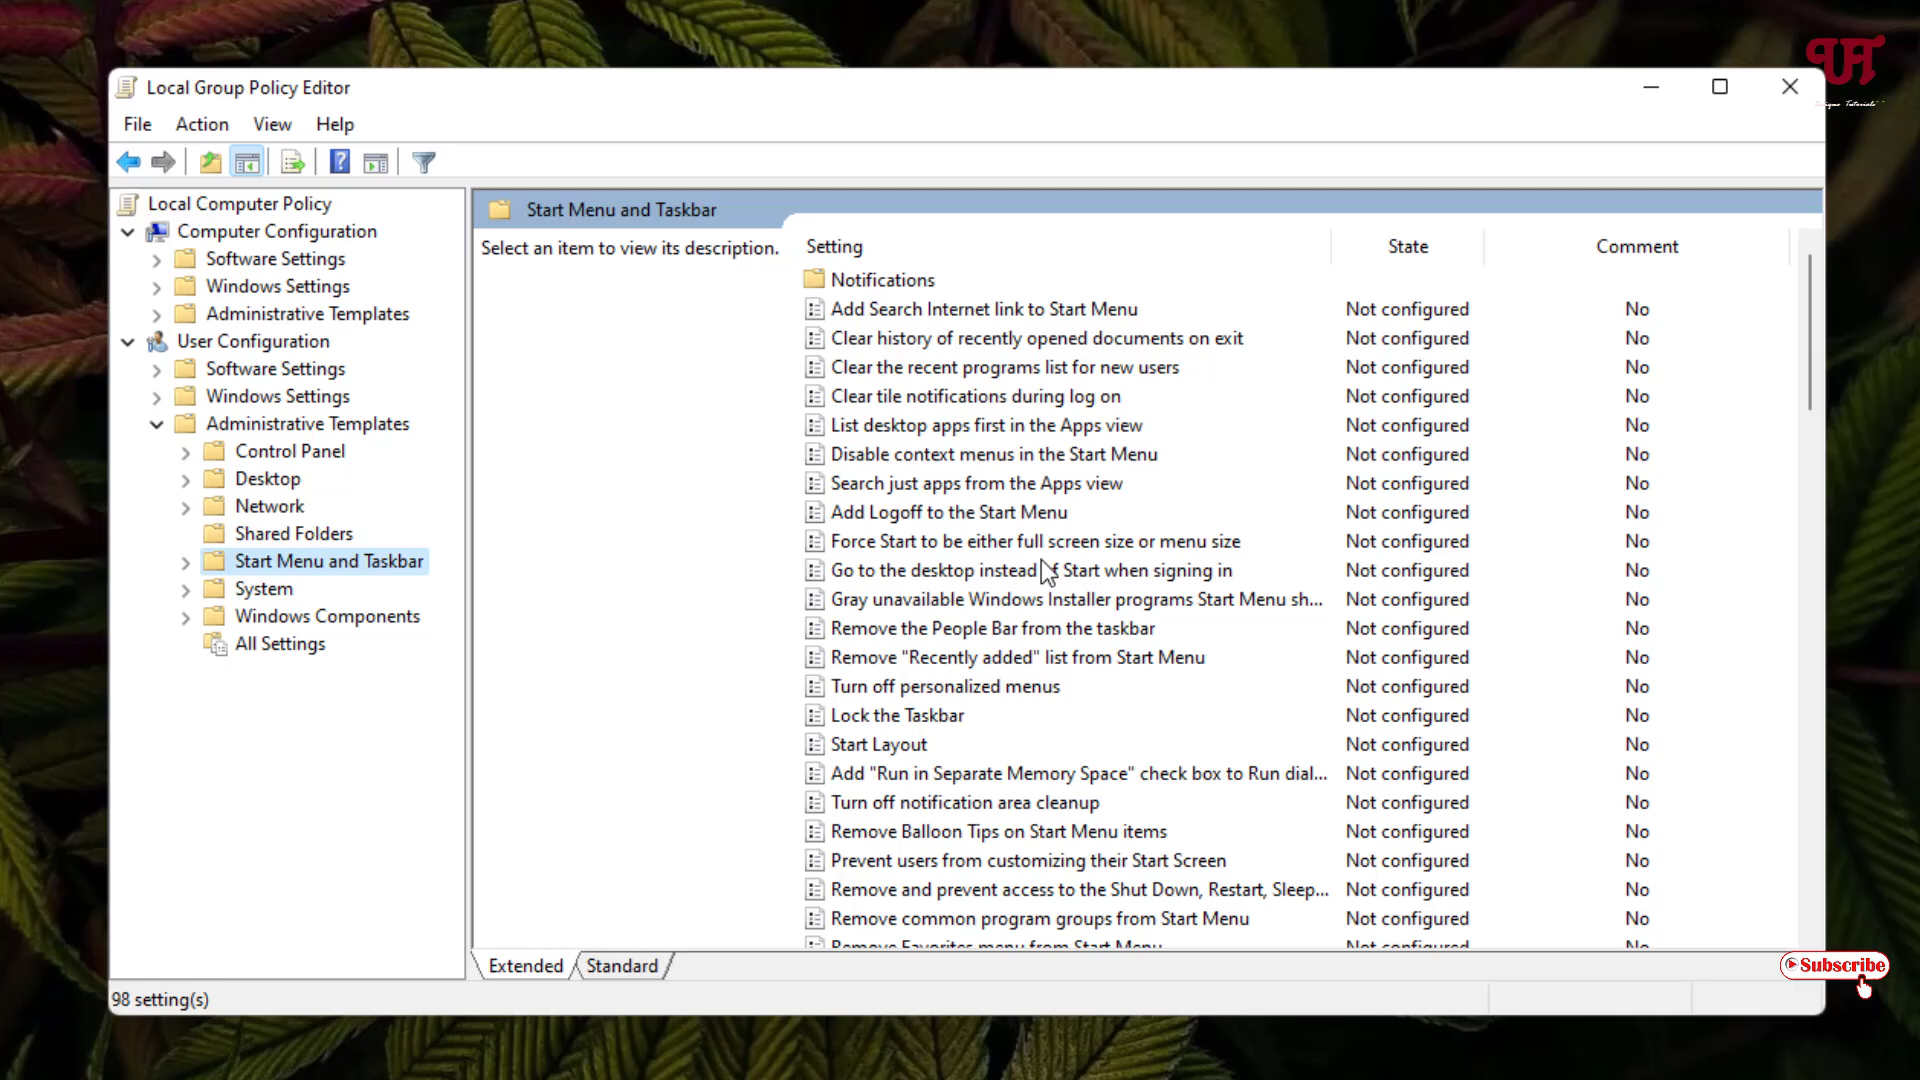 Local Group Policy Editor
File Action View Help
Local Computer Policy
Computer Configuration
Software Settings
Windows Settings
Administrative Templates
User Configuration
Software Settings
Windows Settings
Administrative Templates
Control Panel
Desktop
Network
Shared Folders
Start Menu and Taskbar
System
Windows Components
All Settings
Start Menu and Taskbar
Select an item to view its description.
Setting State Comment
Notifications
Add Search Internet link to Start Menu Not configured No
Clear history of recently opened documents on exit Not configured No
Clear the recent programs list for new users Not configured No
Clear tile notifications during log on Not configured No
List desktop apps first in the Apps view Not configured No
Disable context menus in the Start Menu Not configured No
Search just apps from the Apps view Not configured No
Add Logoff to the Start Menu Not configured No
Force Start to be either full screen size or menu size Not configured No
Go to the desktop instead of Start when signing in Not configured No
Gray unavailable Windows Installer programs Start Menu sh... Not configured No
Remove the People Bar from the taskbar Not configured No
Remove "Recently added" list from Start Menu Not configured No
Turn off personalized menus Not configured No
Lock the Taskbar Not configured No
Start Layout Not configured No
Add "Run in Separate Memory Space" check box to Run dial... Not configured No
Turn off notification area cleanup Not configured No
Remove Balloon Tips on Start Menu items Not configured No
Prevent users from customizing their Start Screen Not configured No
Remove and prevent access to the Shut Down, Restart, Sleep... Not configured No
Remove common program groups from Start Menu Not configured No
Remove Favorites menu from Start Menu Not configured No
Extended Standard
98 setting(s)
UT
Subscribe